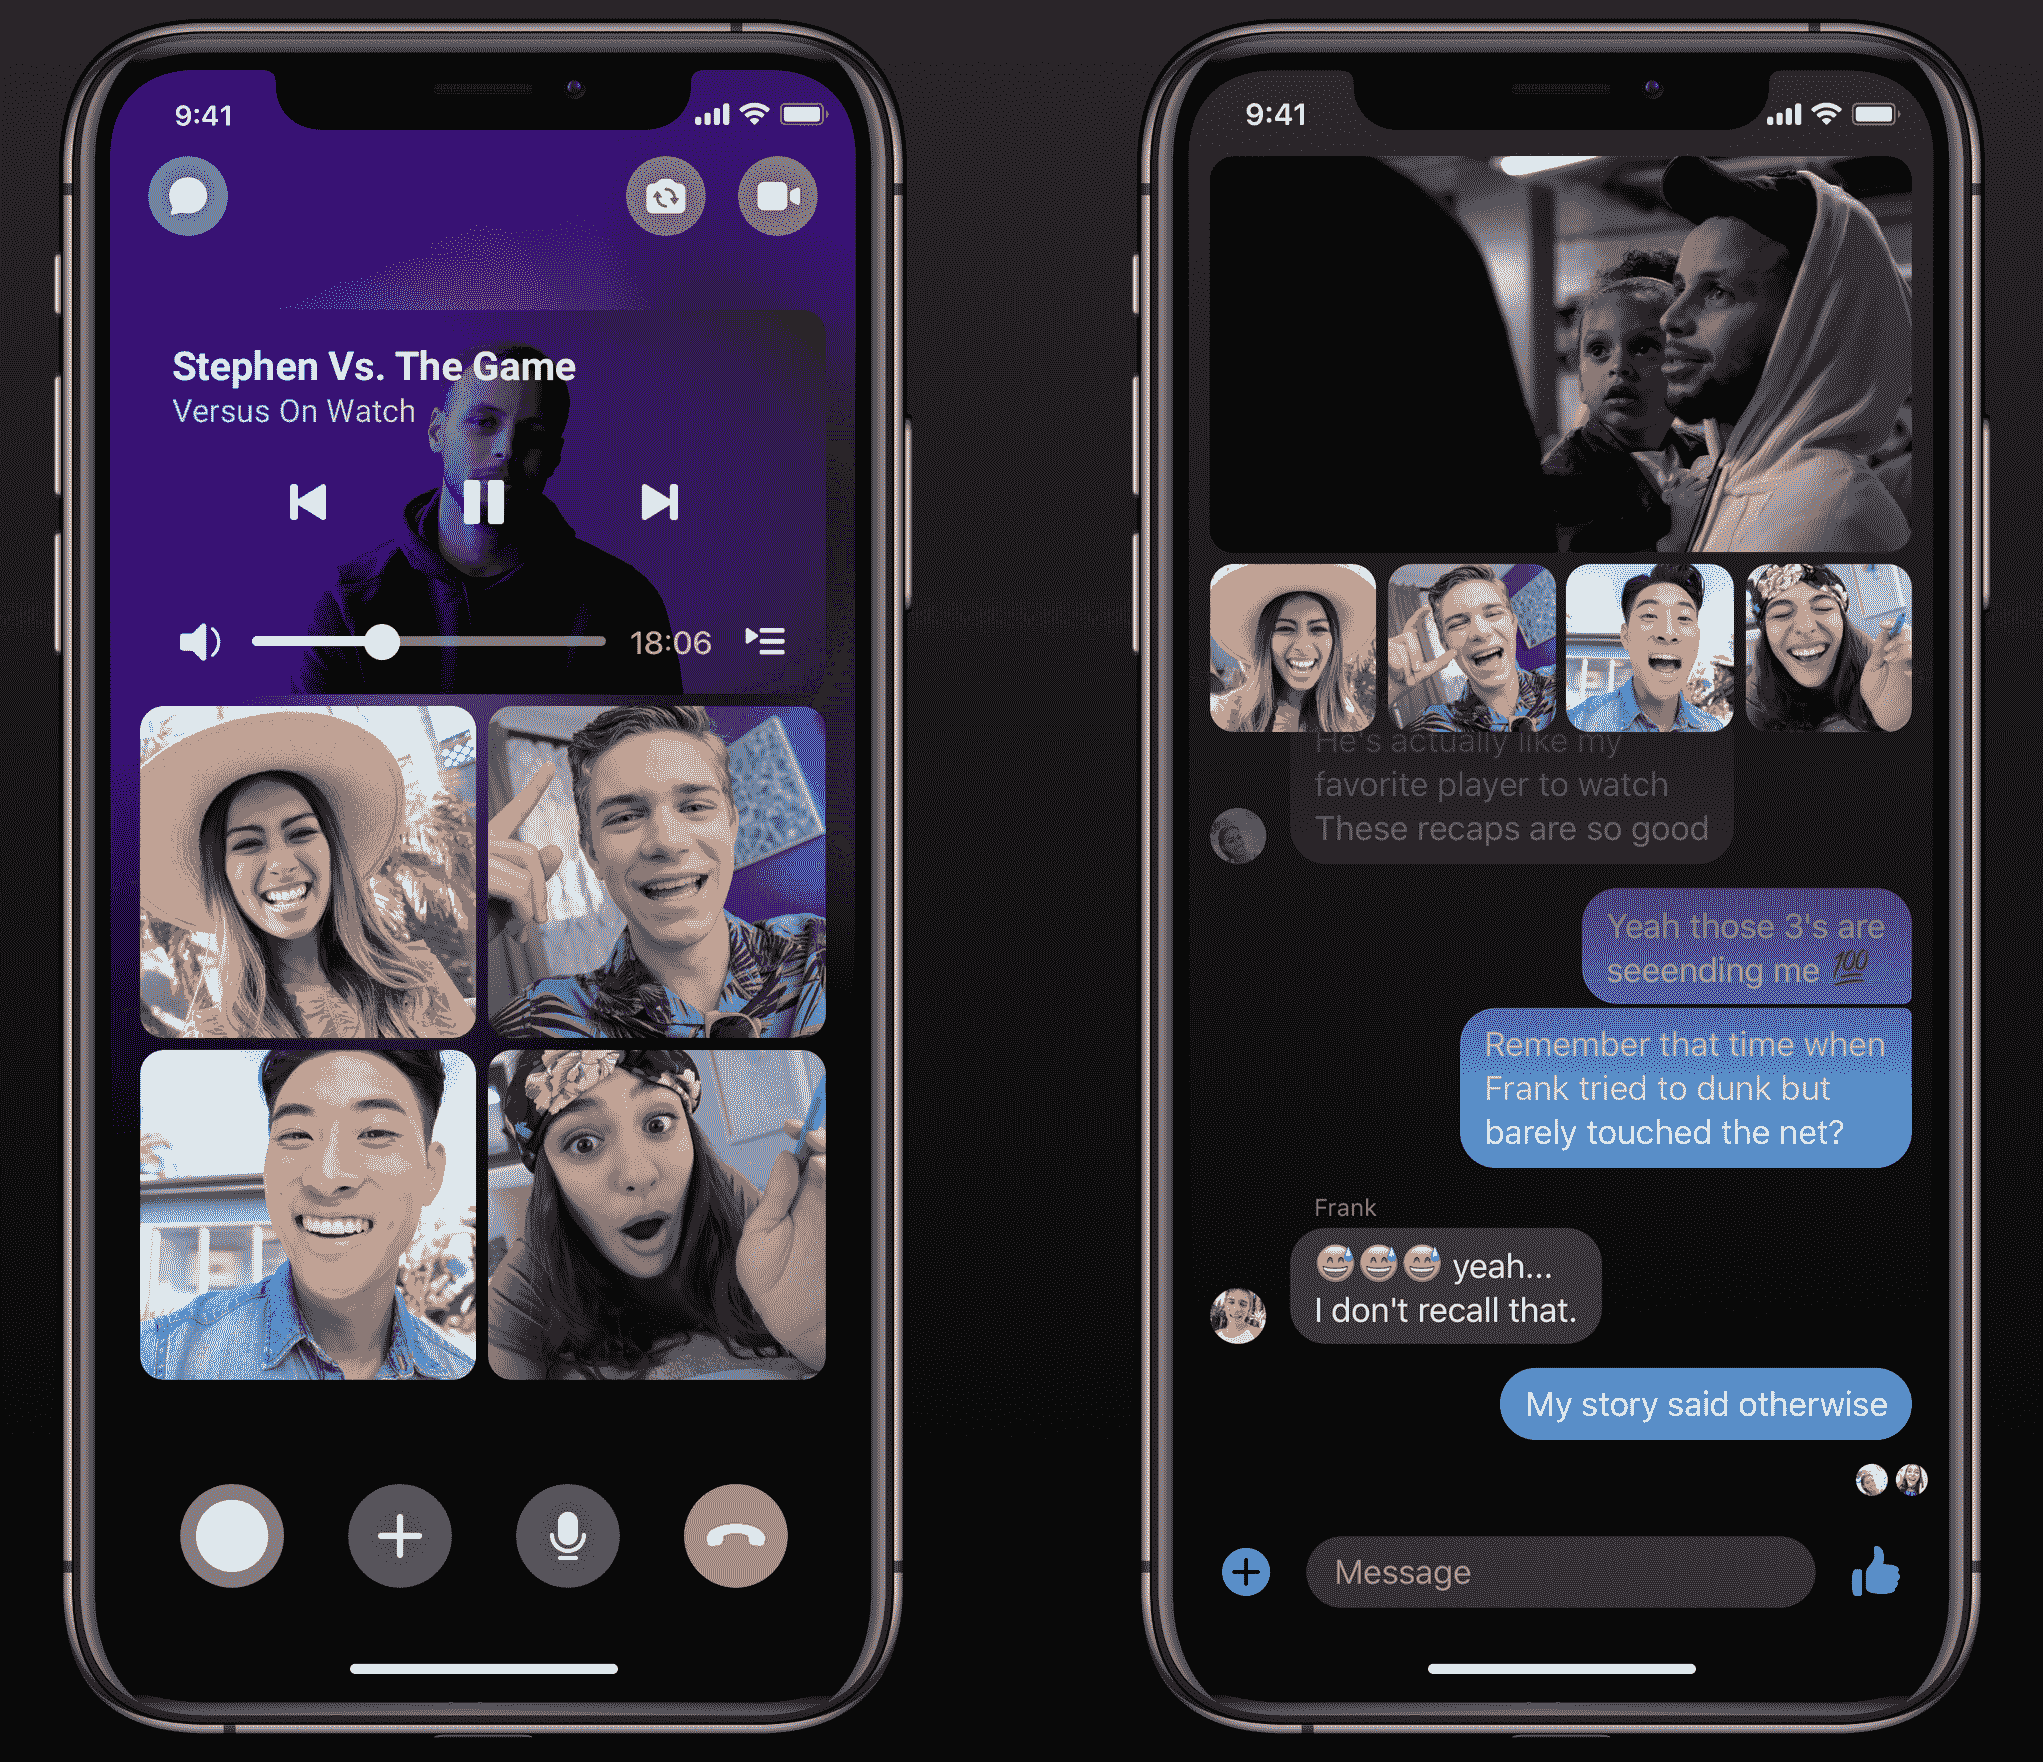 9:41
Stephen Vs. The Game
Versus On Watch
18:06
9:41
He's actually like my
favorite player to watch
These recaps are so good
Yeah those 3's are
seeending me 💯
Remember that time when
Frank tried to dunk but
barely touched the net?
Frank
😅😅😅 yeah...
I don't recall that.
My story said otherwise
Message